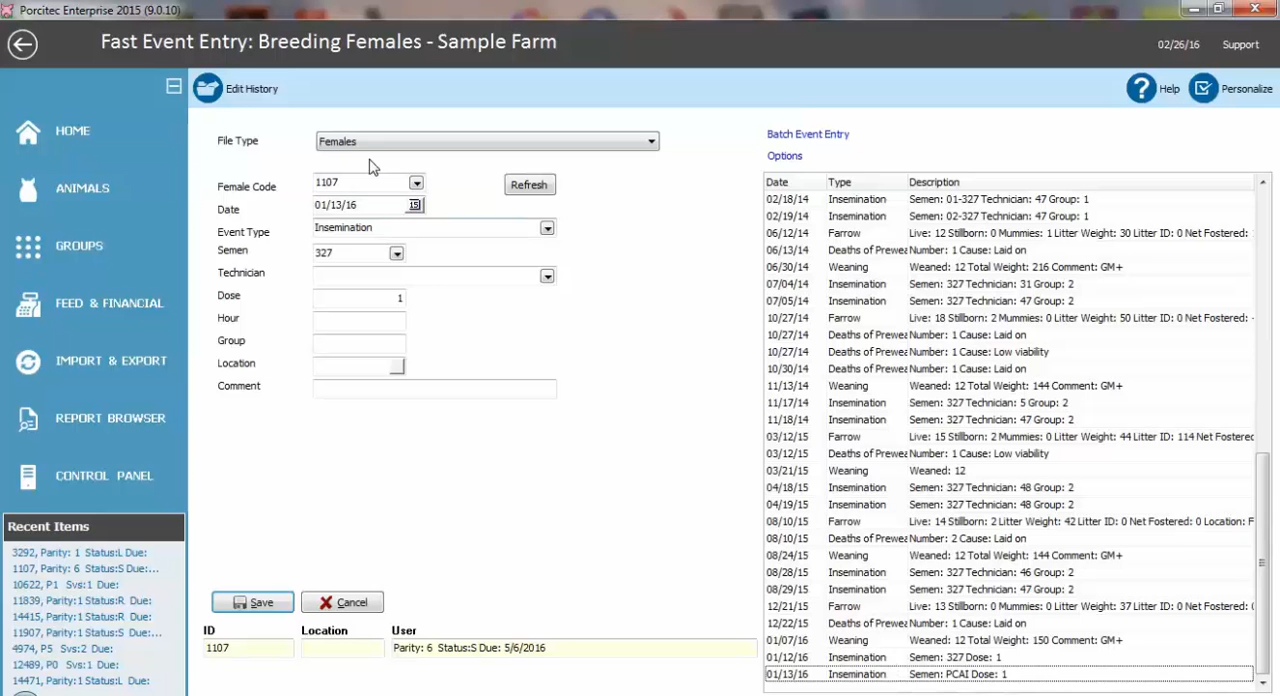 Porcitec Enterprise 2015 (9.0.10)
Fast Event Entry: Breeding Females - Sample Farm
02/26/16 Support
Edit History
Help
Personalize
HOME
ANIMALS
GROUPS
FEED & FINANCIAL
IMPORT & EXPORT
REPORT BROWSER
CONTROL PANEL
Recent Items
3292, Parity: 1 Status:L Due:
1107, Parity: 6 Status:S Due:...
10622, P1 Svs:1 Due:
11839, Parity:1 Status:R Due:
14415, Parity:1 Status:R Due:
11907, Parity:1 Status:S Due:...
4974, P5 Svs:2 Due:
12489, P0 Svs:1 Due:
14471, Parity:1 Status:L Due:
File Type Females
Female Code 1107 Refresh
Date 01/13/16 15
Event Type Insemination
Semen 327
Technician
Dose 1
Hour
Group
Location
Comment
Save Cancel
ID Location User
1107 Parity: 6 Status:S Due: 5/6/2016
Batch Event Entry
Options
Date Type Description
02/18/14 Insemination Semen: 01-327 Technician: 47 Group: 1
02/19/14 Insemination Semen: 02-327 Technician: 47 Group: 1
06/12/14 Farrow Live: 12 Stillborn: 0 Mummies: 1 Litter Weight: 30 Litter ID: 0 Net Fostered:
06/13/14 Deaths of Prewea Number: 1 Cause: Laid on
06/30/14 Weaning Weaned: 12 Total Weight: 216 Comment: GM+
07/04/14 Insemination Semen: 327 Technician: 31 Group: 2
07/05/14 Insemination Semen: 327 Technician: 47 Group: 2
10/27/14 Farrow Live: 18 Stillborn: 2 Mummies: 0 Litter Weight: 50 Litter ID: 0 Net Fostered: -
10/27/14 Deaths of Prewea Number: 1 Cause: Laid on
10/27/14 Deaths of Prewea Number: 1 Cause: Low viability
10/30/14 Deaths of Prewea Number: 1 Cause: Laid on
11/13/14 Weaning Weaned: 12 Total Weight: 144 Comment: GM+
11/17/14 Insemination Semen: 327 Technician: 5 Group: 2
11/18/14 Insemination Semen: 327 Technician: 47 Group: 2
03/12/15 Farrow Live: 15 Stillborn: 2 Mummies: 0 Litter Weight: 44 Litter ID: 114 Net Fostered
03/12/15 Deaths of Prewea Number: 1 Cause: Low viability
03/21/15 Weaning Weaned: 12
04/18/15 Insemination Semen: 327 Technician: 48 Group: 2
04/19/15 Insemination Semen: 327 Technician: 48 Group: 2
08/10/15 Farrow Live: 14 Stillborn: 2 Litter Weight: 42 Litter ID: 0 Net Fostered: 0 Location: F
08/10/15 Deaths of Prewea Number: 2 Cause: Laid on
08/24/15 Weaning Weaned: 12 Total Weight: 144 Comment: GM+
08/28/15 Insemination Semen: 327 Technician: 46 Group: 2
08/29/15 Insemination Semen: 327 Technician: 47 Group: 2
12/21/15 Farrow Live: 13 Stillborn: 0 Mummies: 0 Litter Weight: 37 Litter ID: 0 Net Fostered: (
12/22/15 Deaths of Prewea Number: 1 Cause: Laid on
01/07/16 Weaning Weaned: 12 Total Weight: 150 Comment: GM+
01/12/16 Insemination Semen: 327 Dose: 1
01/13/16 Insemination Semen: PCAI Dose: 1